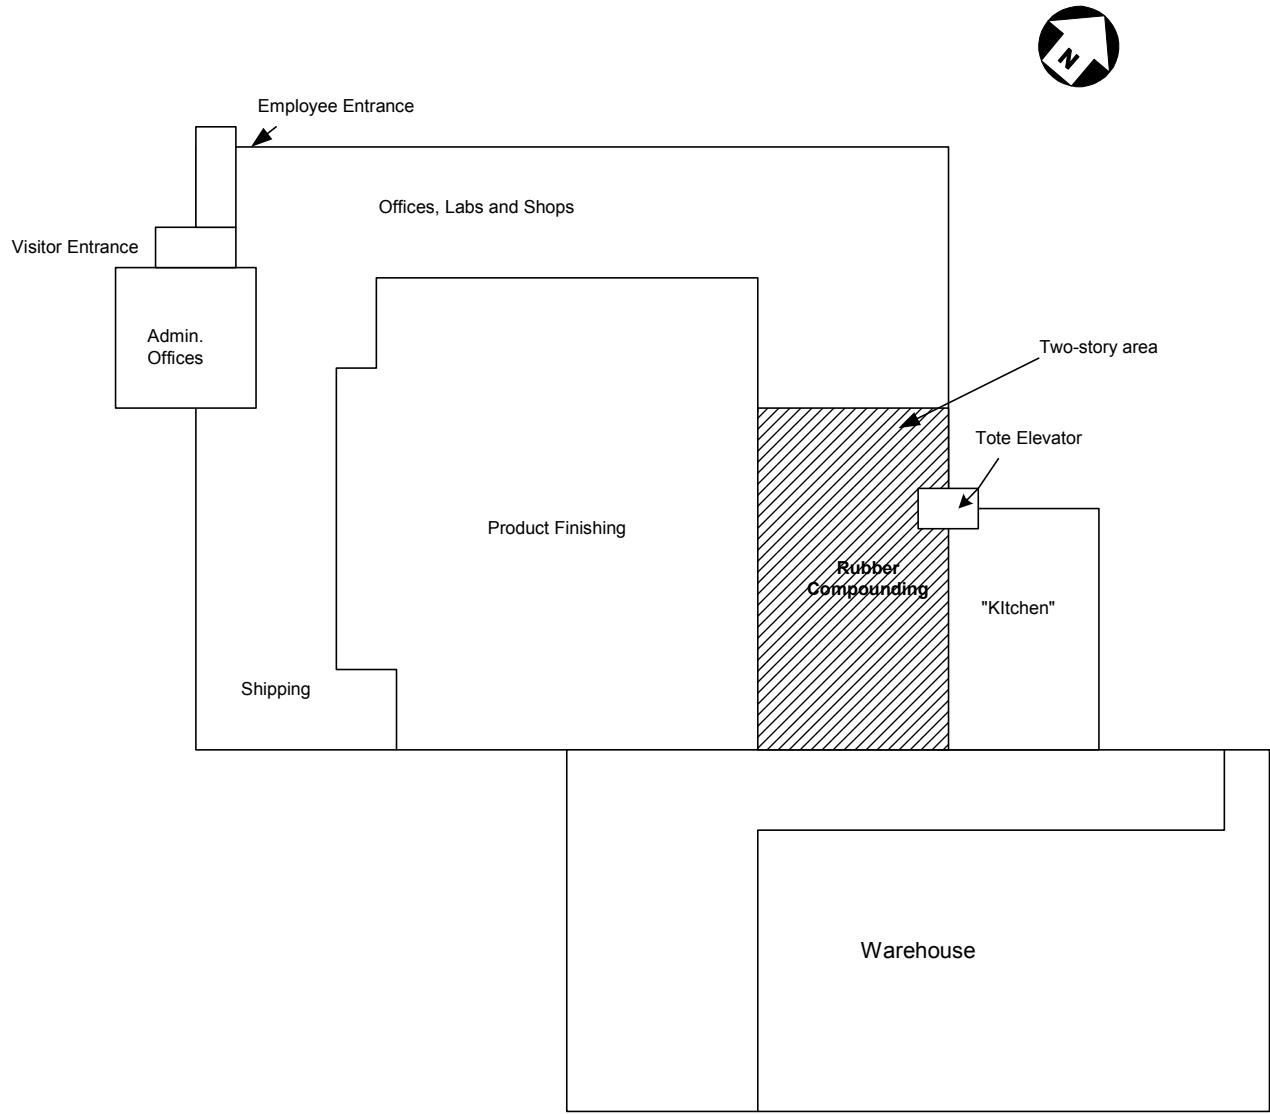 N
Employee Entrance
Offices, Labs and Shops
Visitor Entrance
Admin.
Offices
Two-story area
Tote Elevator
Product Finishing
Rubber
Compounding
"KItchen"
Shipping
Warehouse